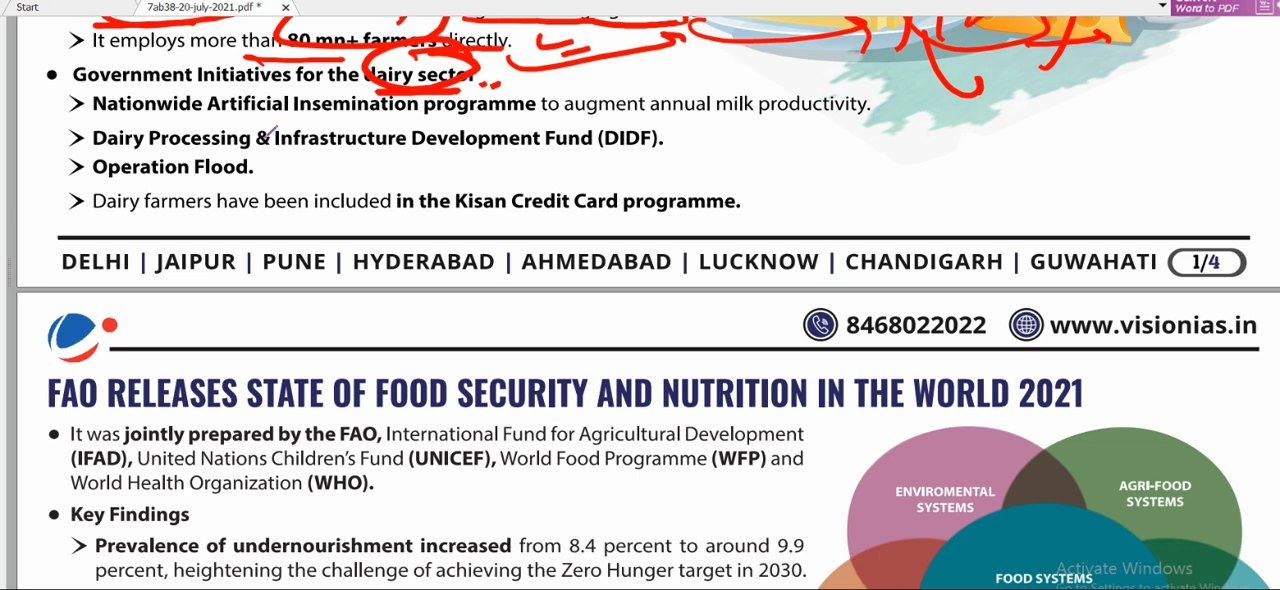 Start 7ab38-20-july-2021.pdf * ×
Word to PDF
➤ It employs more than 80 mn+ farmers directly.
● Government Initiatives for the dairy sector
➤ Nationwide Artificial Insemination programme to augment annual milk productivity.
➤ Dairy Processing & Infrastructure Development Fund (DIDF).
➤ Operation Flood.
➤ Dairy farmers have been included in the Kisan Credit Card programme.
DELHI | JAIPUR | PUNE | HYDERABAD | AHMEDABAD | LUCKNOW | CHANDIGARH | GUWAHATI 1/4
8468022022 www.visionias.in
FAO RELEASES STATE OF FOOD SECURITY AND NUTRITION IN THE WORLD 2021
● It was jointly prepared by the FAO, International Fund for Agricultural Development
(IFAD), United Nations Children's Fund (UNICEF), World Food Programme (WFP) and
World Health Organization (WHO).
● Key Findings
➤ Prevalence of undernourishment increased from 8.4 percent to around 9.9
percent, heightening the challenge of achieving the Zero Hunger target in 2030.
ENVIROMENTAL
SYSTEMS
AGRI-FOOD
SYSTEMS
FOOD SYSTEMS
Activate Windows
Go to Settings to activate Win